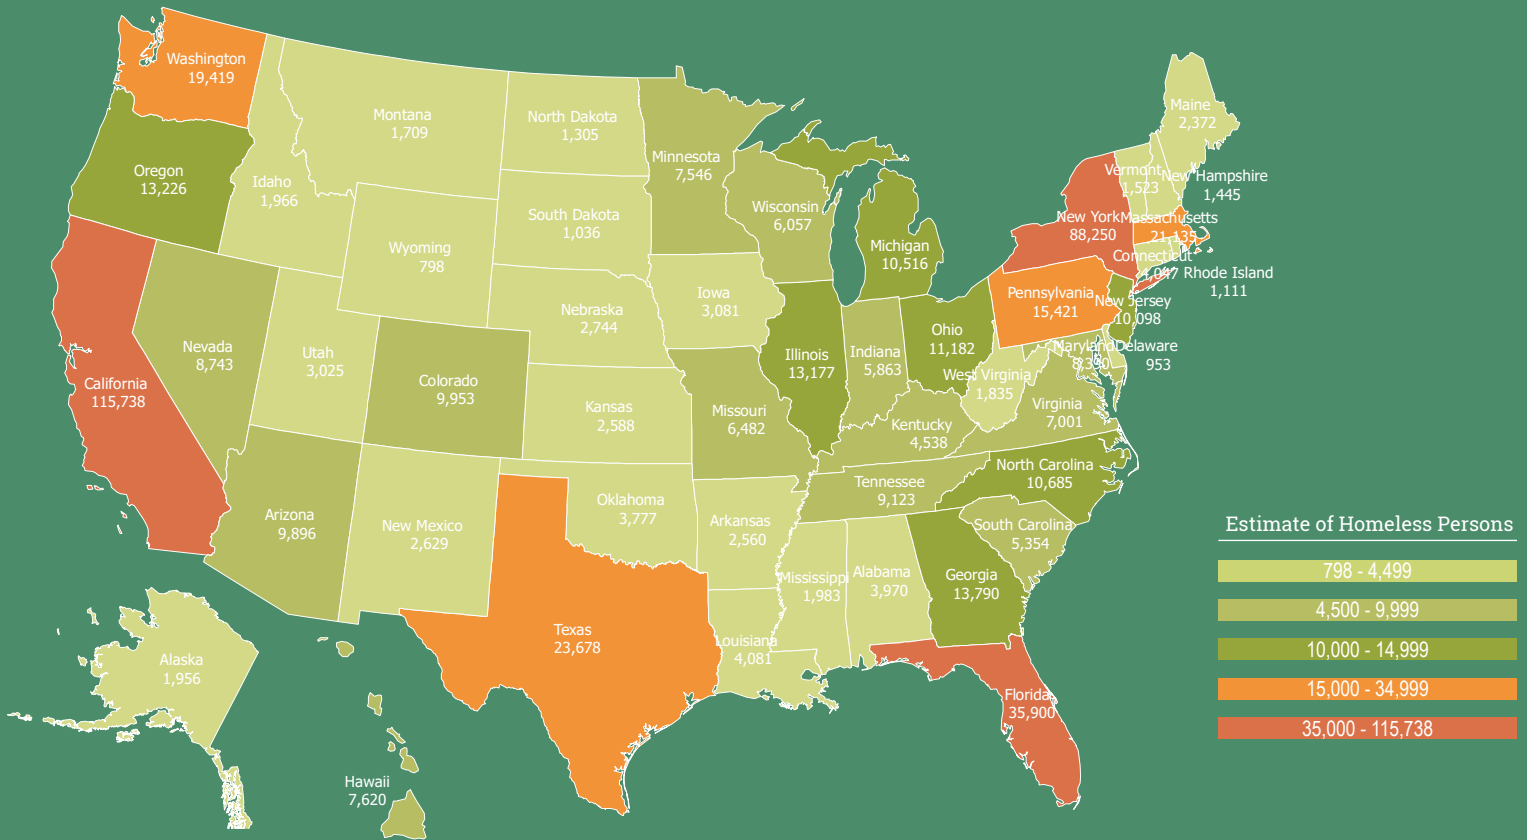 Washington
19,419
Montana
1,709
North Dakota
1,305
Minnesota
7,546
Maine
2,372
Oregon
13,226
Idaho
1,966
Vermont
1,523
New Hampshire
1,445
South Dakota
1,036
Wisconsin
6,057
New York
88,250
Massachusetts
21,135
Wyoming
798
Michigan
10,516
Connecticut
4,047
Rhode Island
1,111
Iowa
3,081
Pennsylvania
15,421
New Jersey
10,098
Nebraska
2,744
Ohio
11,182
Maryland
Delaware
953
Nevada
8,743
Utah
3,025
Illinois
13,177
Indiana
5,863
California
115,738
Colorado
9,953
West Virginia
1,835
Virginia
7,001
Kansas
2,588
Missouri
6,482
Kentucky
4,538
North Carolina
10,685
Tennessee
9,123
Arizona
9,896
New Mexico
2,629
Oklahoma
3,777
Arkansas
2,560
South Carolina
5,354
Mississippi
1,983
Alabama
3,970
Georgia
13,790
Texas
23,678
Louisiana
4,081
Alaska
1,956
Florida
35,900
Hawaii
7,620
Estimate of Homeless Persons
798 - 4,499
4,500 - 9,999
10,000 - 14,999
15,000 - 34,999
35,000 - 115,738